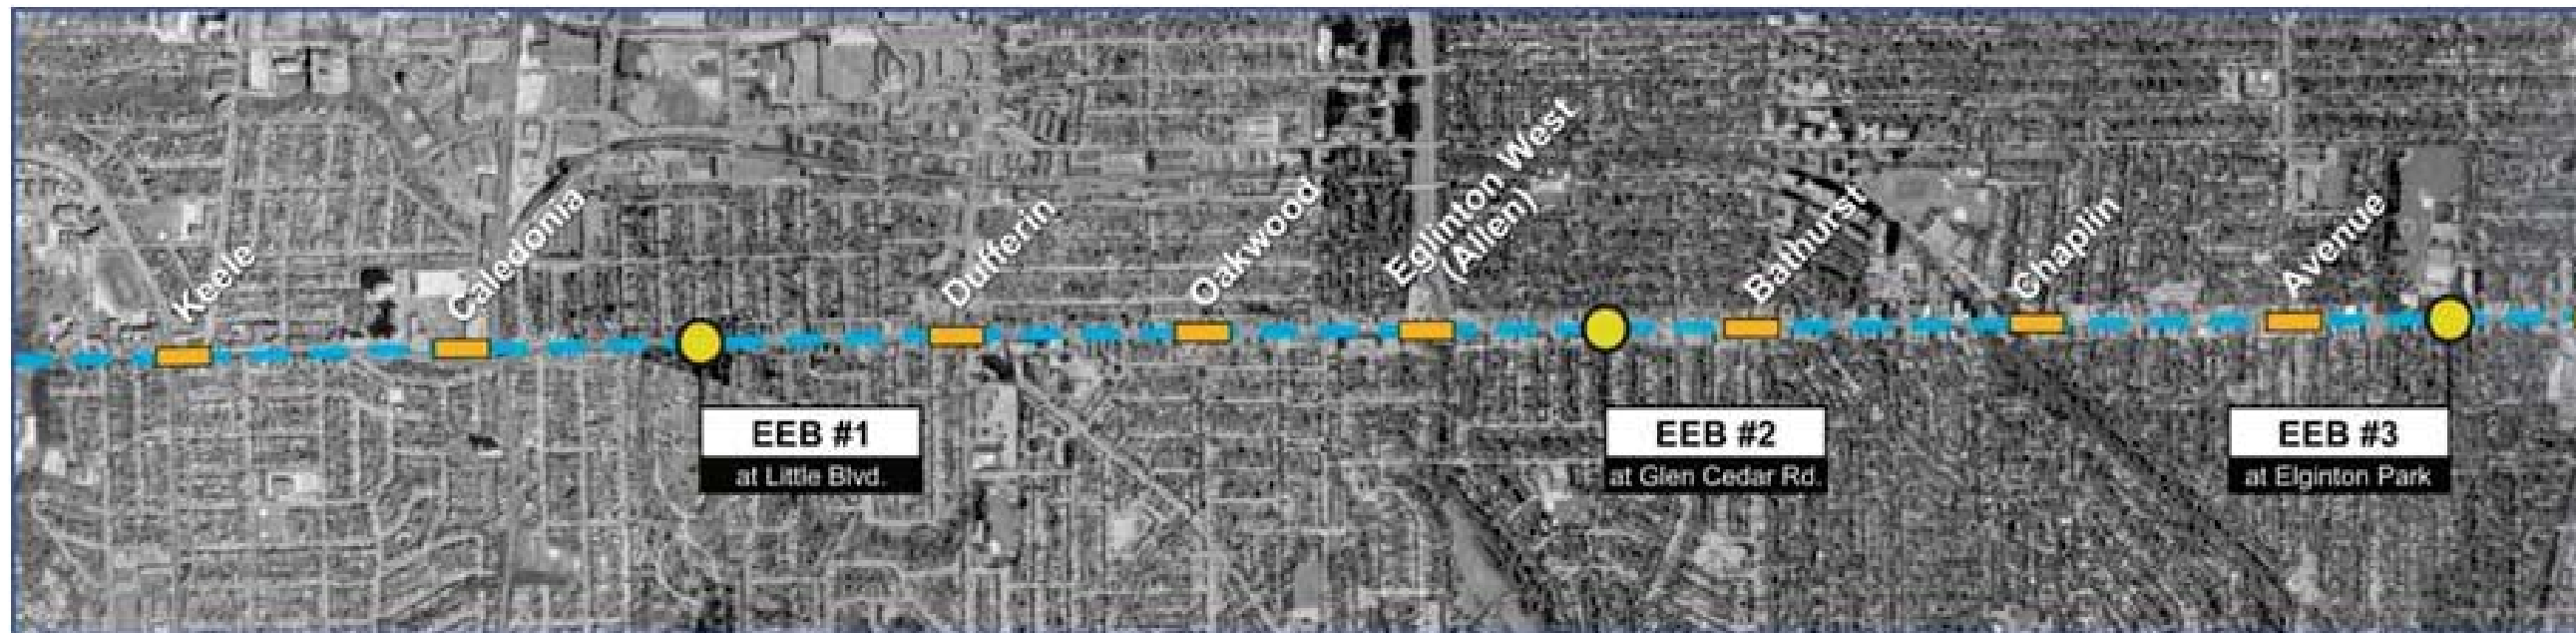 Keele
Caledonia
Dufferin
Oakwood
Eglinton West
(Allen)
Bathurst
Chaplin
Avenue
EEB #1
at Little Blvd.
EEB #2
at Glen Cedar Rd.
EEB #3
at Elginton Park